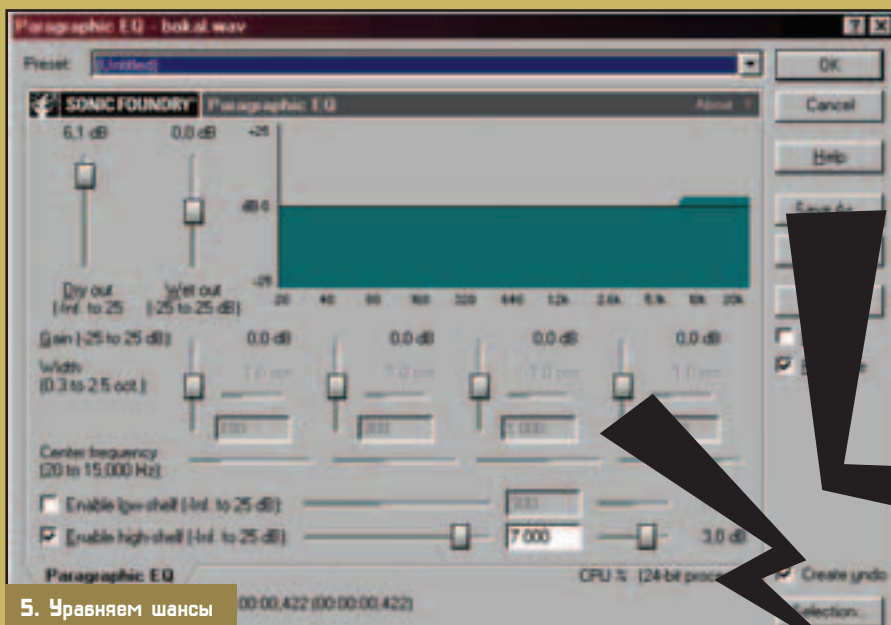 Paragraphic EQ - bokal.wav
Preset: (Untitled)
OK
SONIC FOUNDRY Paragraphic EQ About ?
Cancel
6,1 dB 0,0 dB +25
Help
dB 0
Save As
-25
Dry out Wet out
(-Inf. to 25 (-25 to 25 dB)
20 40 80 160 320 640 1,2k 2.6k 5,1k 10k 20k
Gain (-25 to 25 dB): 0,0 dB 0,0 dB 0,0 dB 0,0 dB
Width
(0.3 to 2.5 oct.):
Center frequency
(20 to 15.000 Hz):
Enable low-shelf (-Inf. to 25 dB):
Enable high-shelf (-Inf. to 25 dB): 7 000 3,0 dB
Paragraphic EQ CPU % (24-bit
Create undo
5. Уравняем шансы
00:00,422 (00:00:00,422)
Selection...